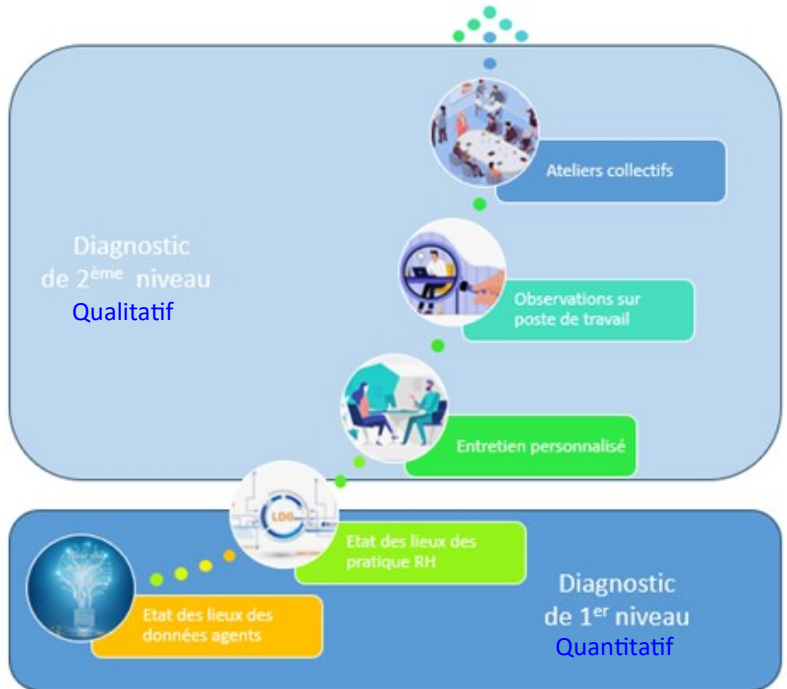 Ateliers collectifs
Diagnostic
de 2ème niveau
Qualitatif
Observations sur
poste de travail
Entretien personnalisé
LDG
Etat des lieux des
pratique RH
Etat des lieux des
données agents
Diagnostic
de 1er niveau
Quantitatif